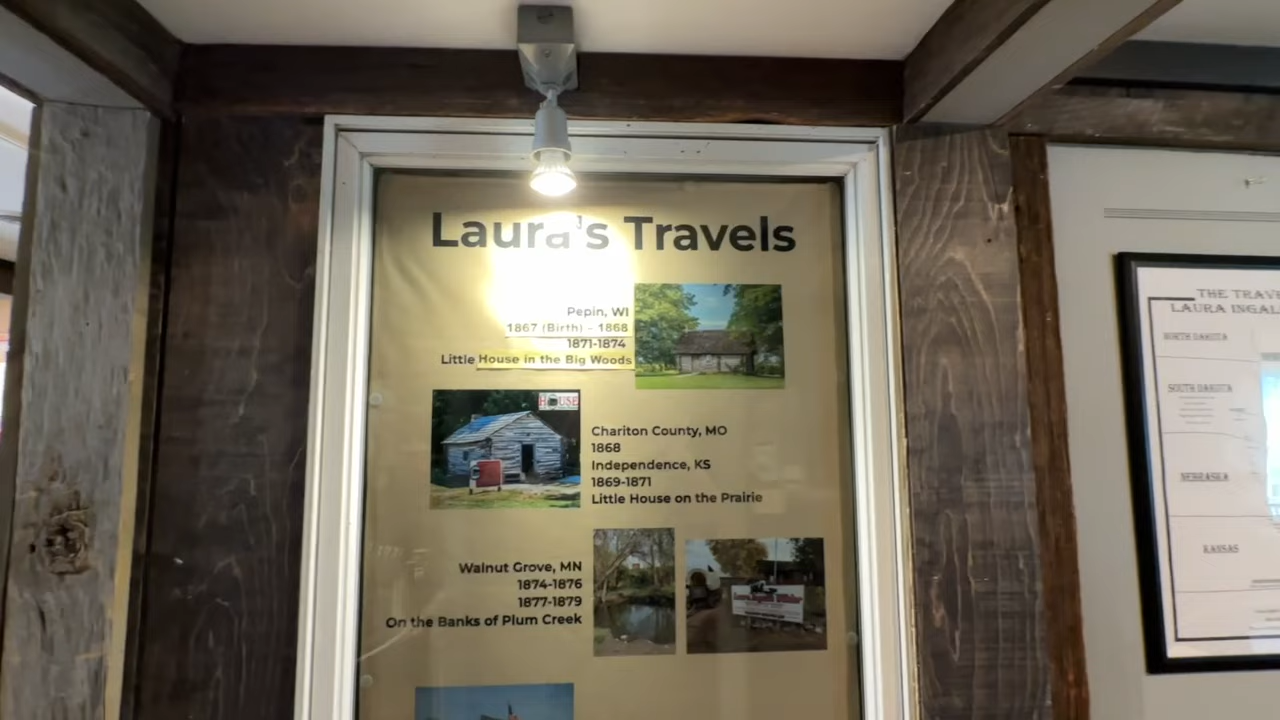 Laura's Travels
Pepin, WI
1867 (Birth) - 1868
1871-1874
Little House in the Big Woods
HOUSE
Chariton County, MO
1868
Independence, KS
1869-1871
Little House on the Prairie
Walnut Grove, MN
1874-1876
1877-1879
On the Banks of Plum Creek
THE TRAV
LAURA INGAL
NORTH DAKOTA
SOUTH DAKOTA
NEBRASKA
KANSAS